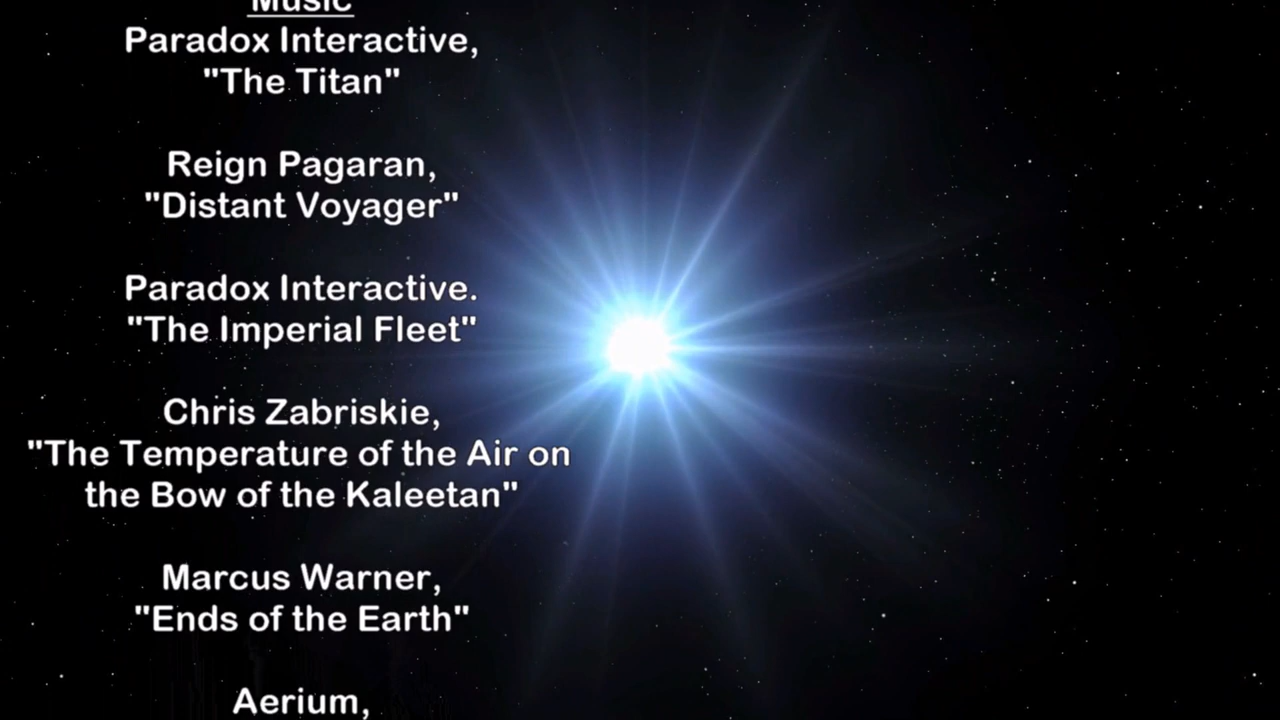 Music
Paradox Interactive,
"The Titan"
Reign Pagaran,
"Distant Voyager"
Paradox Interactive.
"The Imperial Fleet"
Chris Zabriskie,
"The Temperature of the Air on
the Bow of the Kaleetan"
Marcus Warner,
"Ends of the Earth"
Aerium,